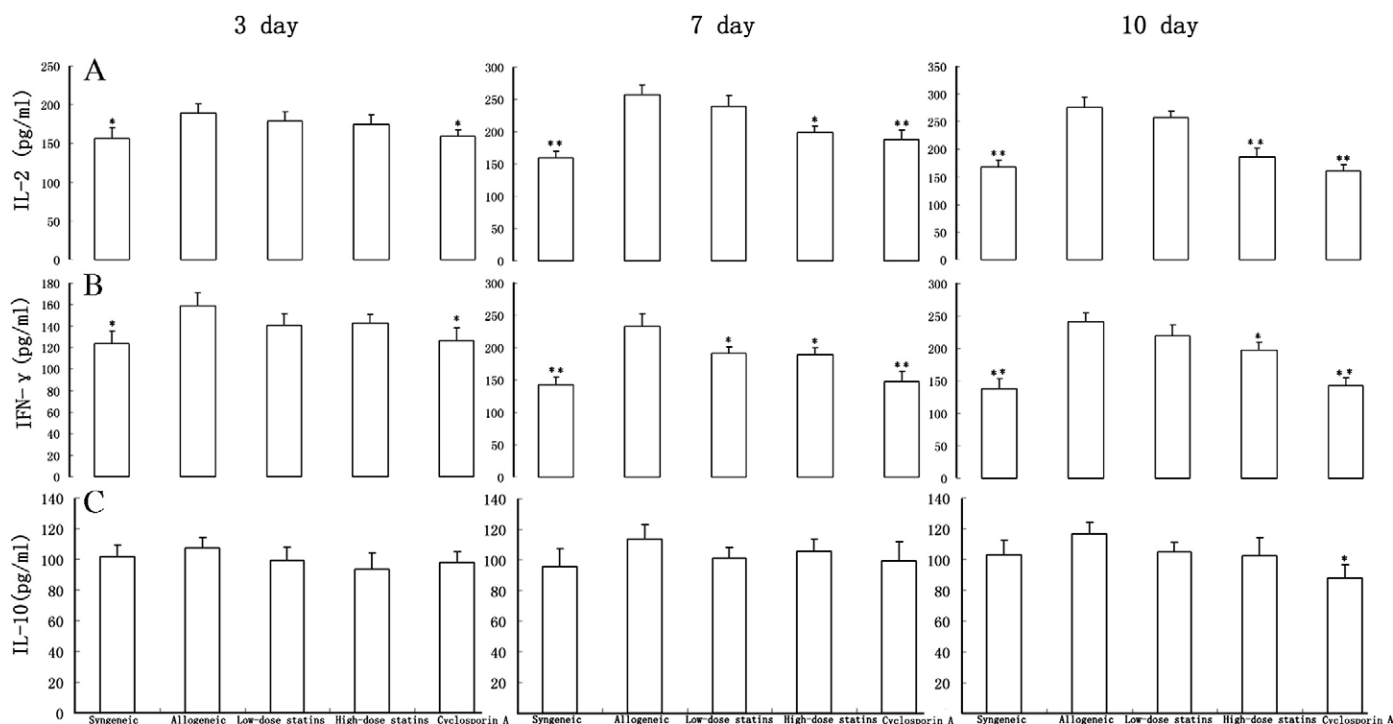 3 day 7 day 10 day
A
IL-2 (pg/ml)
250 200 150 100 50 0
* *
300 250 200 150 100 50 0
** * **
350 300 250 200 150 100 50 0
** ** **
B
IFN-γ (pg/ml)
180 160 140 120 100 80 60 40 20 0
* *
300 250 200 150 100 50 0
** * * **
300 250 200 150 100 50 0
** * **
C
IL-10(pg/ml)
140 120 100 80 60 40 20 0
140 120 100 80 60 40 20 0
140 120 100 80 60 40 20 0
*
Syngeneic Allogeneic Low-dose statins High-dose statins Cyclosporin A
Syngeneic Allogeneic Low-dose statins High-dose statins Cyclosporin A
Syngeneic Allogeneic Low-dose statins High-dose statins Cyclosporin A